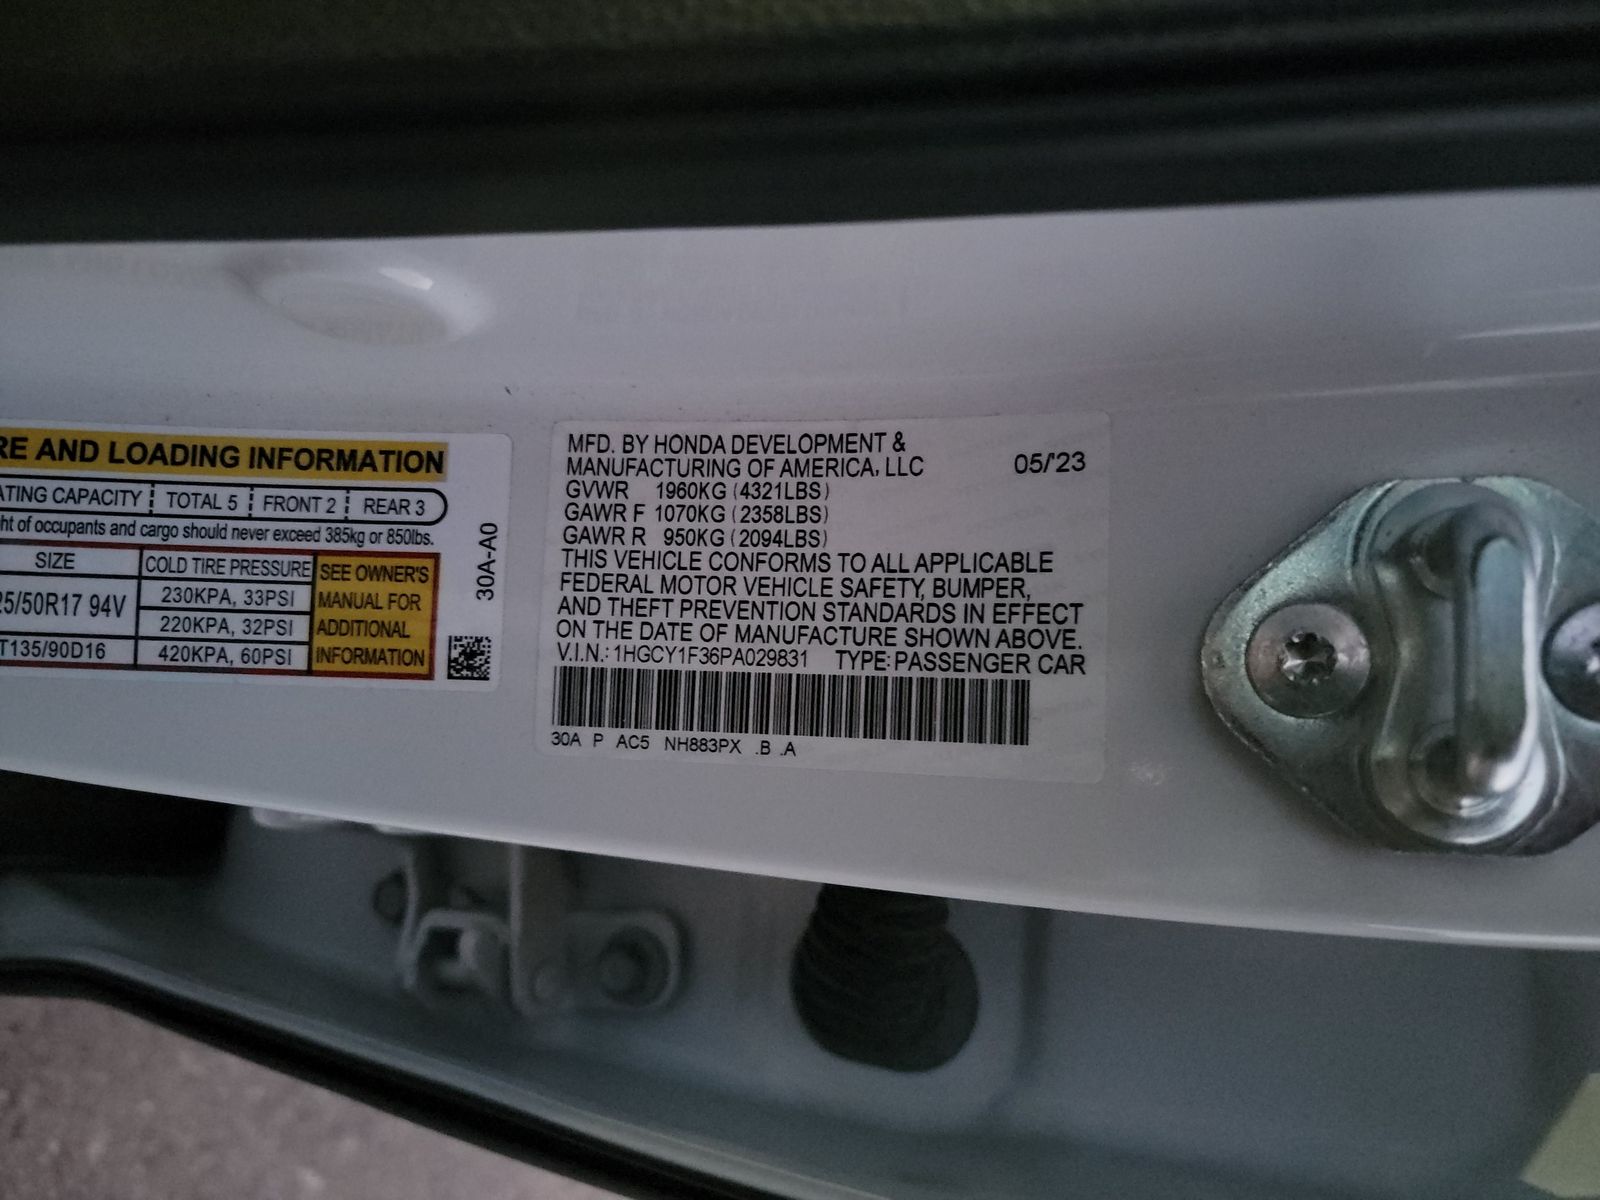 RE AND LOADING INFORMATION
ATING CAPACITY TOTAL 5 FRONT 2 REAR 3
ht of occupants and cargo should never exceed 385kg or 850lbs.
SIZE COLD TIRE PRESSURE SEE OWNER'S MANUAL FOR ADDITIONAL INFORMATION
25/50R17 94V 230KPA, 33PSI
220KPA, 32PSI
T135/90D16 420KPA, 60PSI
30A-A0
MFD. BY HONDA DEVELOPMENT &
MANUFACTURING OF AMERICA, LLC 05/'23
GVWR 1960KG (4321LBS)
GAWR F 1070KG (2358LBS)
GAWR R 950KG (2094LBS)
THIS VEHICLE CONFORMS TO ALL APPLICABLE
FEDERAL MOTOR VEHICLE SAFETY, BUMPER,
AND THEFT PREVENTION STANDARDS IN EFFECT
ON THE DATE OF MANUFACTURE SHOWN ABOVE.
V.I.N.: 1HGCY1F36PA029831 TYPE: PASSENGER CAR
30A P AC5 NH883PX .B .A